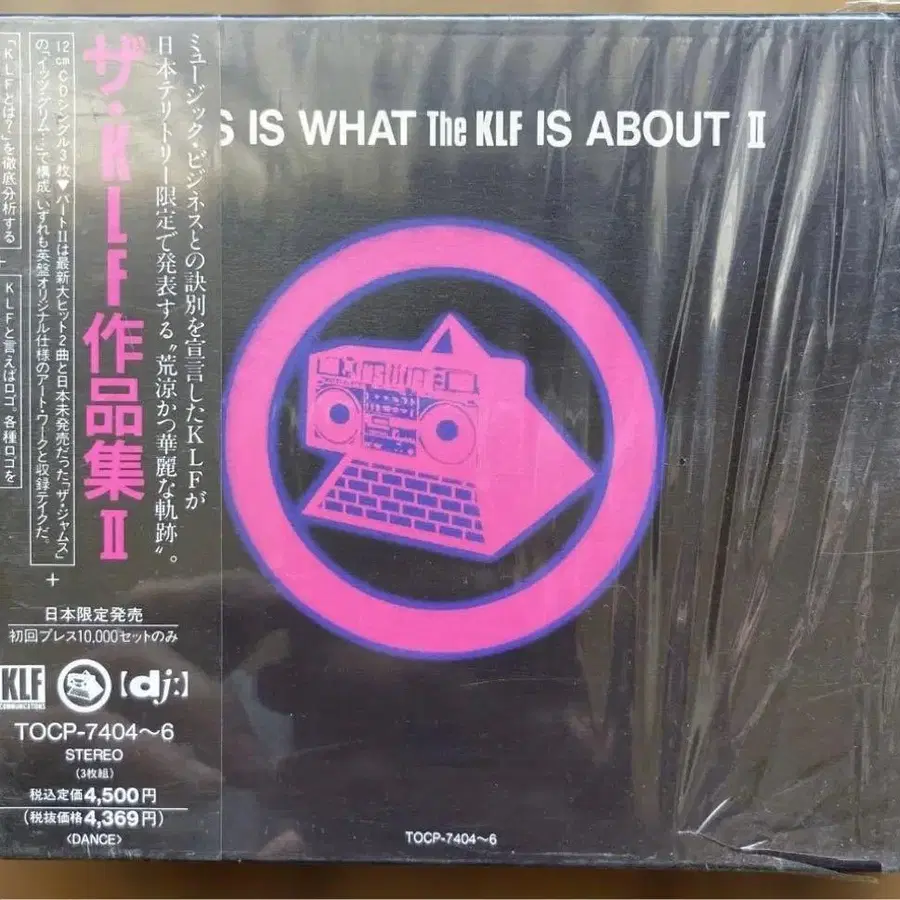 S IS WHAT The KLF IS ABOUT II
ミュージック・ビジネスとの訣別を宣言したKLFが
日本テリトリー限定で発表する〝荒涼かつ華麗な軌跡〟。
ザ・KLF作品集II
12cm CDシングル3枚▼パートIIは最新大ヒット2曲と日本未発売だった「ザ・ジャムス」
の「イッツ・グリム…」で構成。いずれも英盤オリジナル仕様のアート・ワークと収録テイクだ。
+
「KLFとは?」を徹底分析する
+
KLFと言えばロゴ。各種ロゴを
日本限定発売
初回プレス10,000セットのみ
KLF
COMMUNICATIONS
【dj:】
TOCP-7404〜6
STEREO
(3枚組)
税込定価4,500円
(税抜価格4,369円)
〈DANCE〉
TOCP-7404〜6